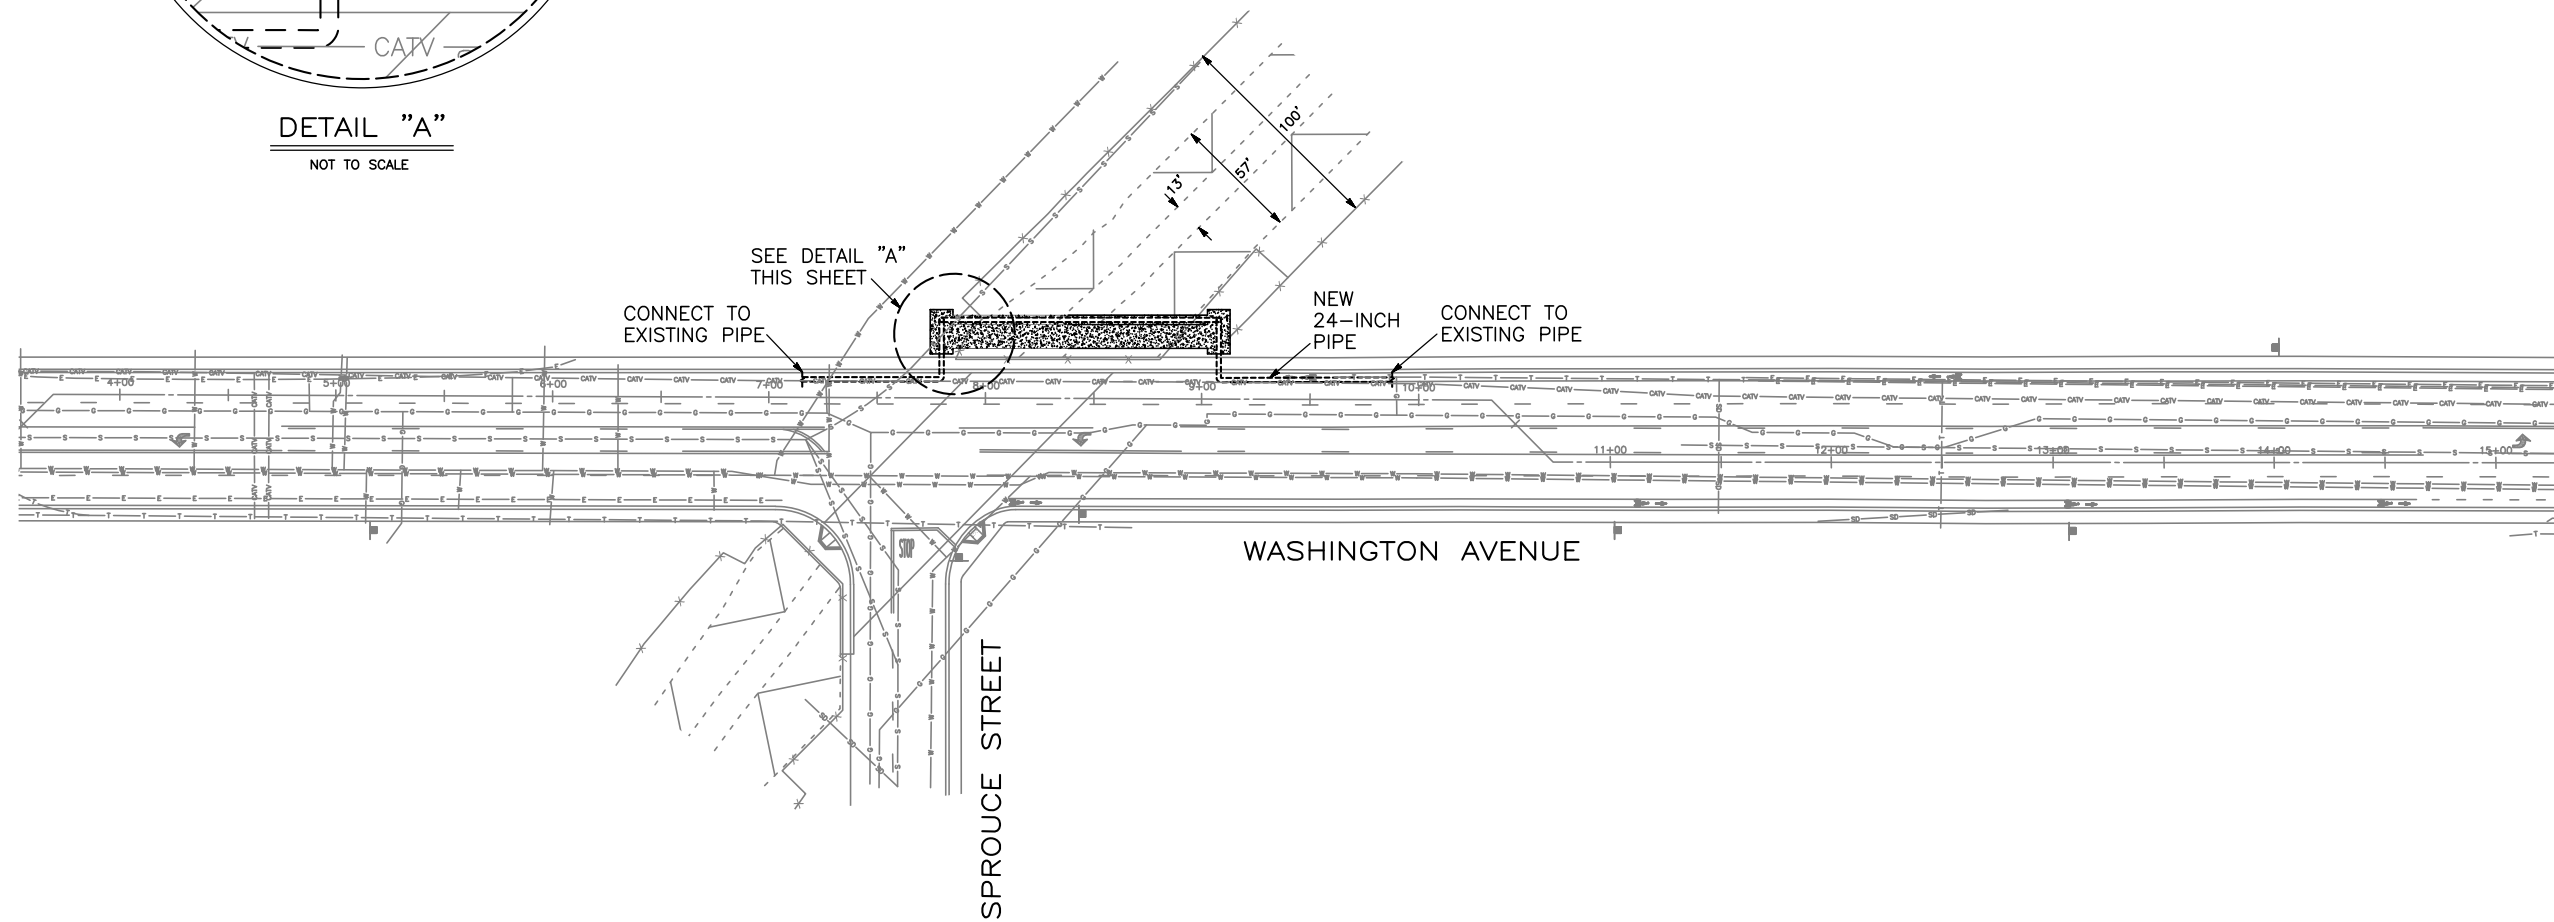 CATV
DETAIL "A"
NOT TO SCALE
100'
57'
13'
SEE DETAIL "A"
THIS SHEET
CONNECT TO
EXISTING PIPE
NEW
24-INCH
PIPE
CONNECT TO
EXISTING PIPE
4+00
5+00
6+00
7+00
8+00
9+00
10+00
11+00
12+00
13+00
14+00
15+00
STOP
WASHINGTON AVENUE
SPROUCE STREET